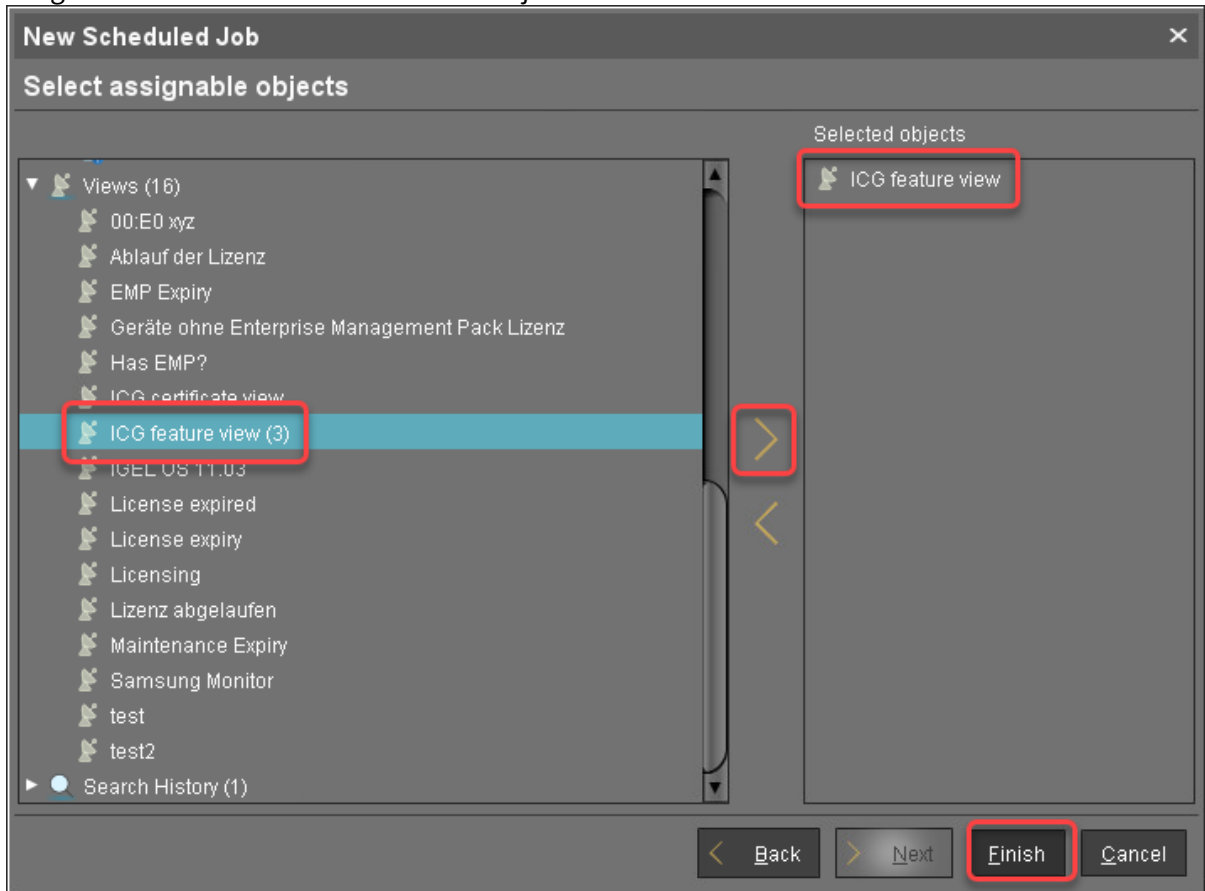 New Scheduled Job
Select assignable objects
Selected objects
Views (16)
00:E0 xyz
Ablauf der Lizenz
EMP Expiry
Geräte ohne Enterprise Management Pack Lizenz
Has EMP?
ICG certificate view
ICG feature view (3)
IGEL OS 11.03
License expired
License expiry
Licensing
Lizenz abgelaufen
Maintenance Expiry
Samsung Monitor
test
test2
Search History (1)
ICG feature view
Back Next Finish Cancel